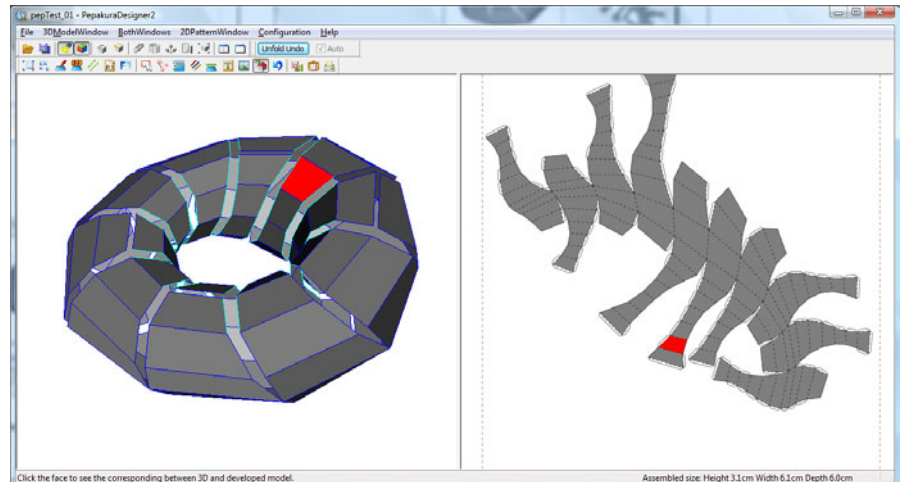 pepTest_01 - PepakuraDesigner2
File 3DModelWindow BothWindows 2DPatternWindow Configuration Help
Unfold Undo Auto
Click the face to see the corresponding between 3D and developed model. Assembled size: Height 3.1cm Width 6.1cm Depth 6.0cm